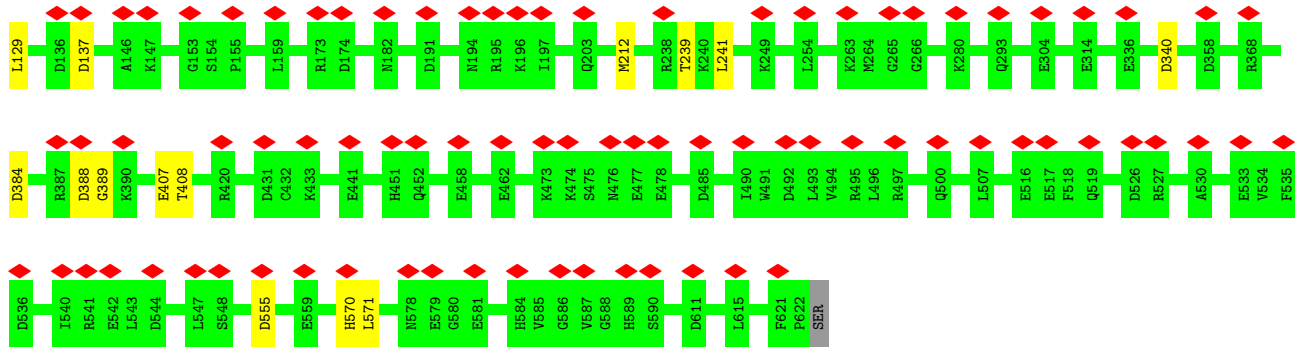 L129 D136 D137 A146 K147 G153 S154 P155 L159 R173 D174 N182 D191 N194 R195 K196 I197 Q203 M212 R238 T239 K240 L241 K249 L254 K263 M264 G265 G266 K280 Q293 E304 E314 E336 D340 D358 R368
D384 R387 D388 G389 K390 E407 T408 R420 D431 C432 K433 E441 H451 Q452 E458 E462 K473 K474 S475 N476 E477 E478 D485 I490 W491 D492 L493 V494 R495 L496 R497 Q500 L507 E516 E517 F518 Q519 D526 R527 A530 E533 V534 F535
D536 I540 R541 E542 L543 D544 L547 S548 D555 E559 H570 L571 N578 E579 G580 E581 H584 V585 G586 V587 G588 H589 S590 D611 L615 F621 P622 SER